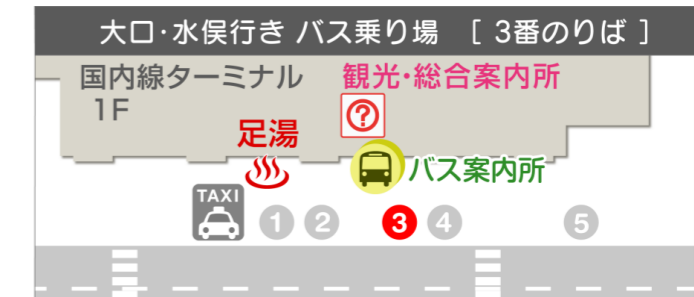 大口・水俣行き バス乗り場 [ 3番のりば ]
国内線ターミナル
1F
観光・総合案内所
?
足湯
バス案内所
TAXI
1 2 3 4 5